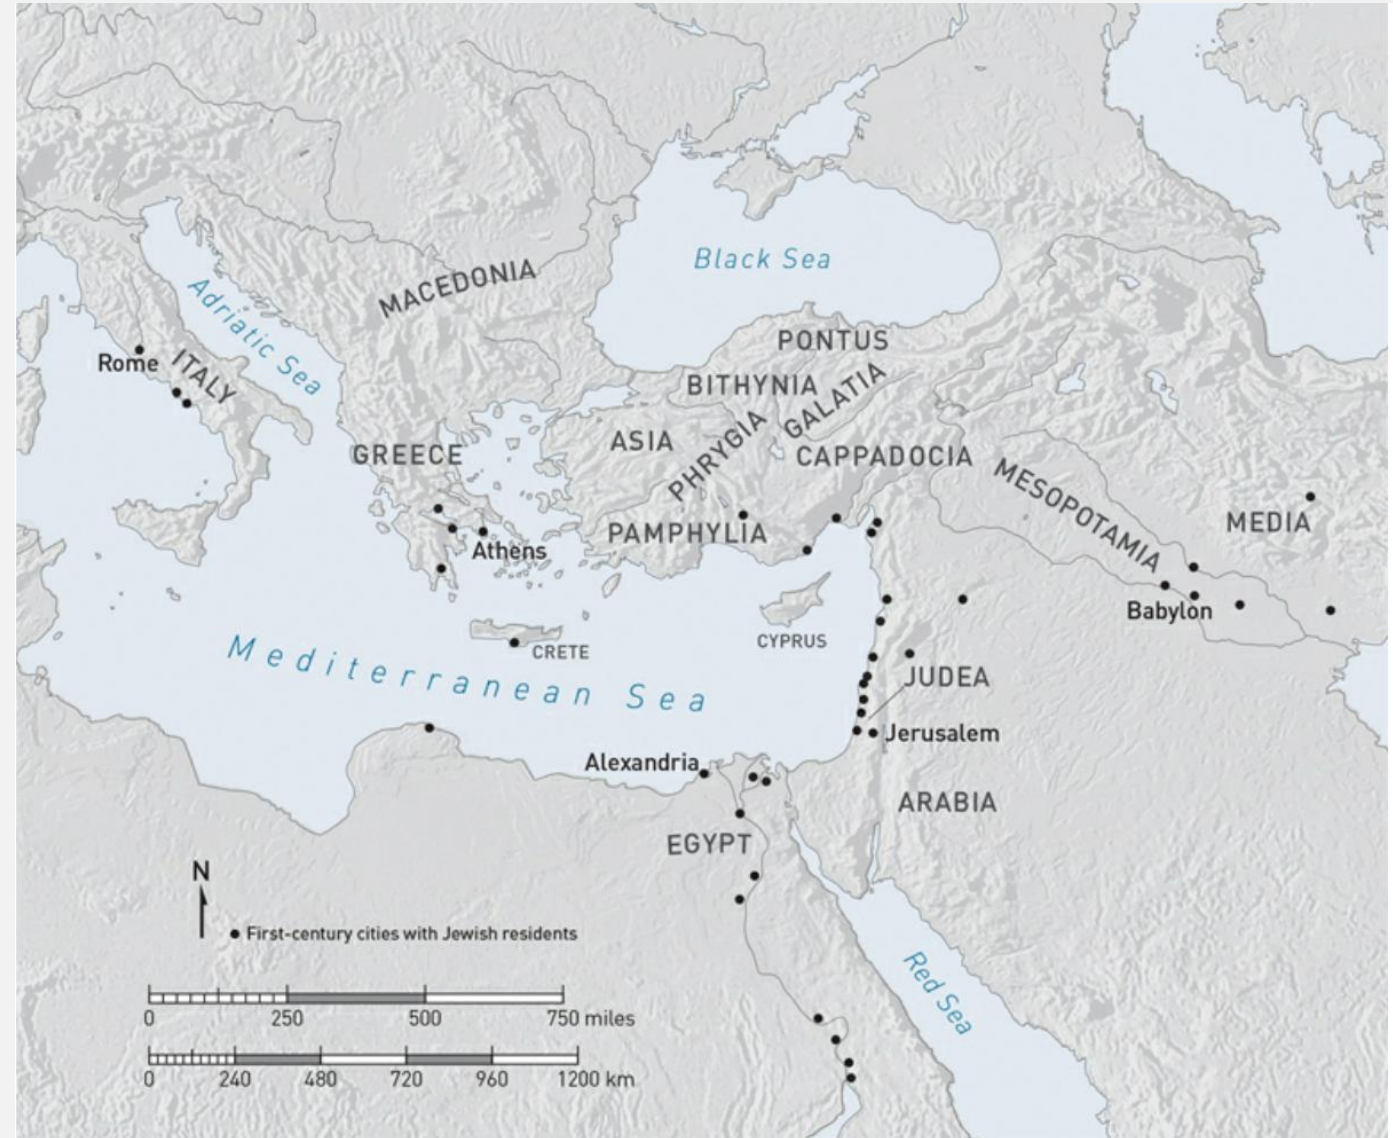 Black Sea
MACEDONIA
Adriatic Sea
PONTUS
Rome
ITALY
BITHYNIA
GALATIA
ASIA
PHRYGIA
GREECE
CAPPADOCIA
MESOPOTAMIA
MEDIA
PAMPHYLIA
Athens
Babylon
CYPRUS
CRETE
Mediterranean Sea
JUDEA
Jerusalem
Alexandria
ARABIA
EGYPT
N
First-century cities with Jewish residents
Red Sea
0 250 500 750 miles
0 240 480 720 960 1200 km